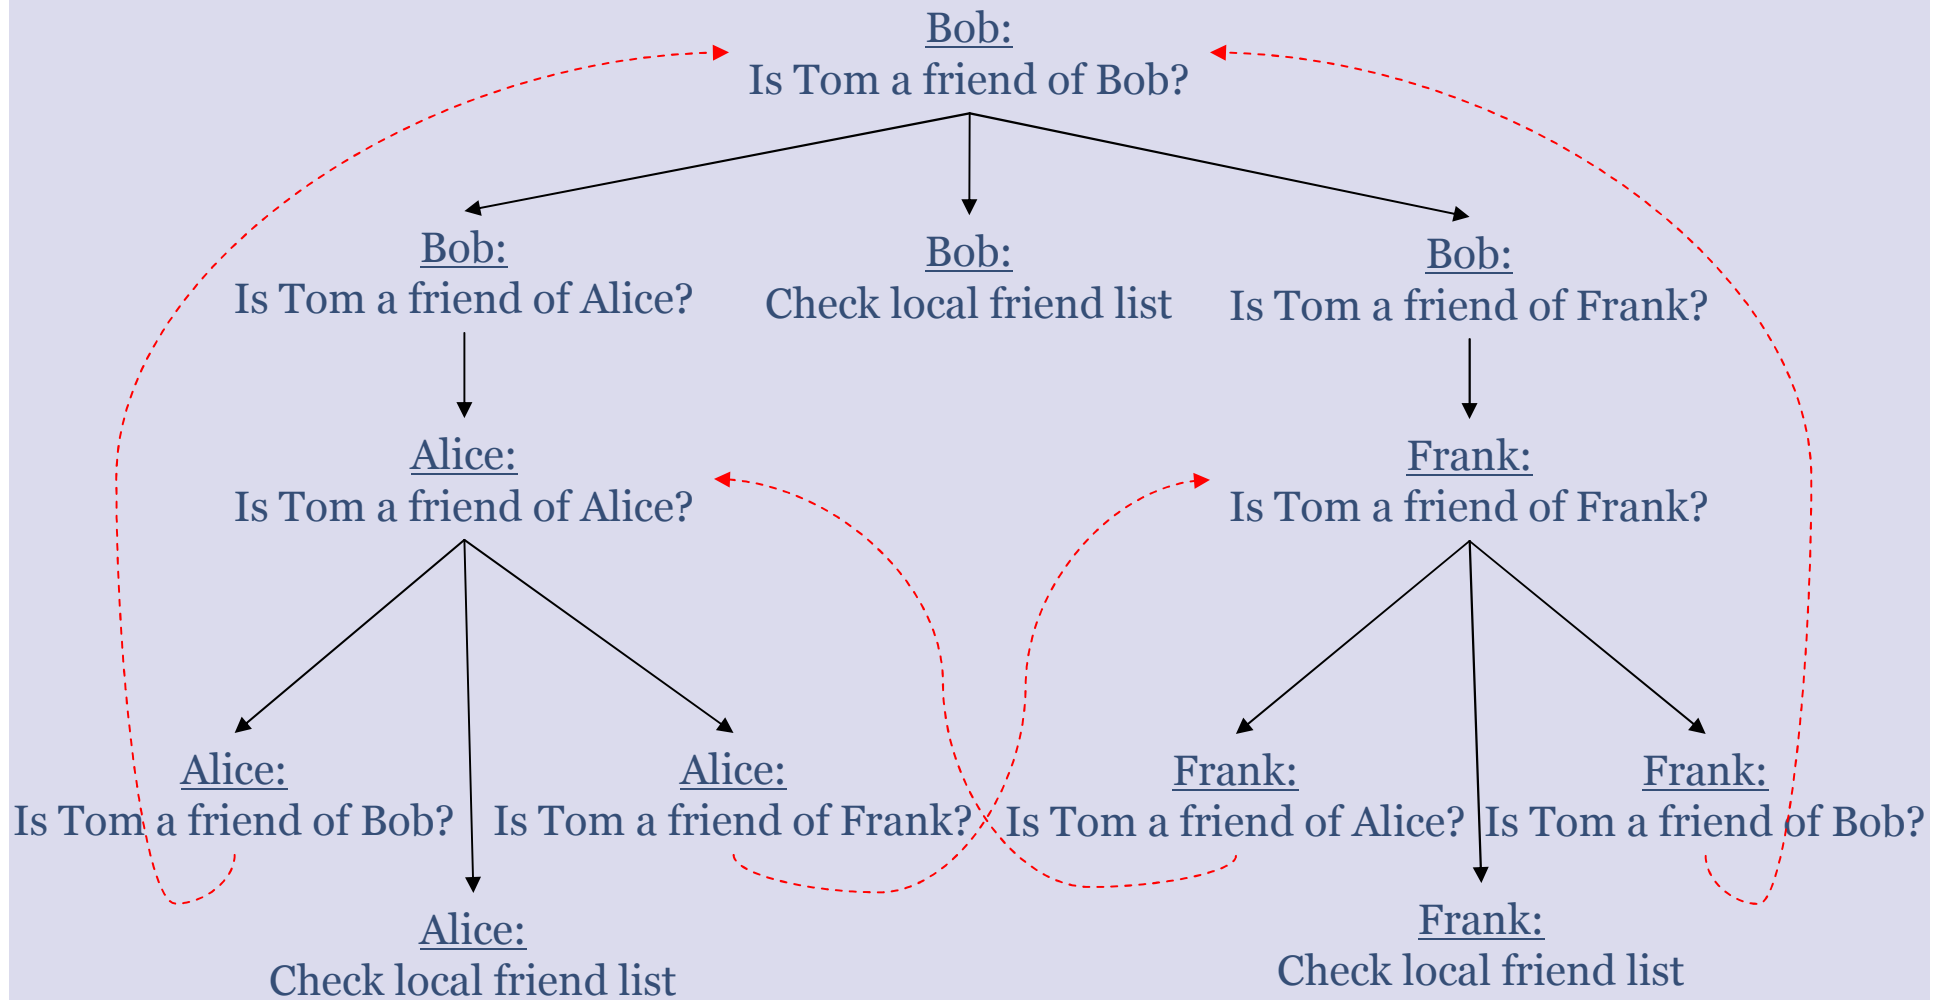 Bob:
Is Tom a friend of Bob?
Bob:
Is Tom a friend of Alice?
Bob:
Check local friend list
Bob:
Is Tom a friend of Frank?
Alice:
Is Tom a friend of Alice?
Frank:
Is Tom a friend of Frank?
Alice:
Is Tom a friend of Bob?
Alice:
Is Tom a friend of Frank?
Frank:
Is Tom a friend of Alice?
Frank:
Is Tom a friend of Bob?
Alice:
Check local friend list
Frank:
Check local friend list